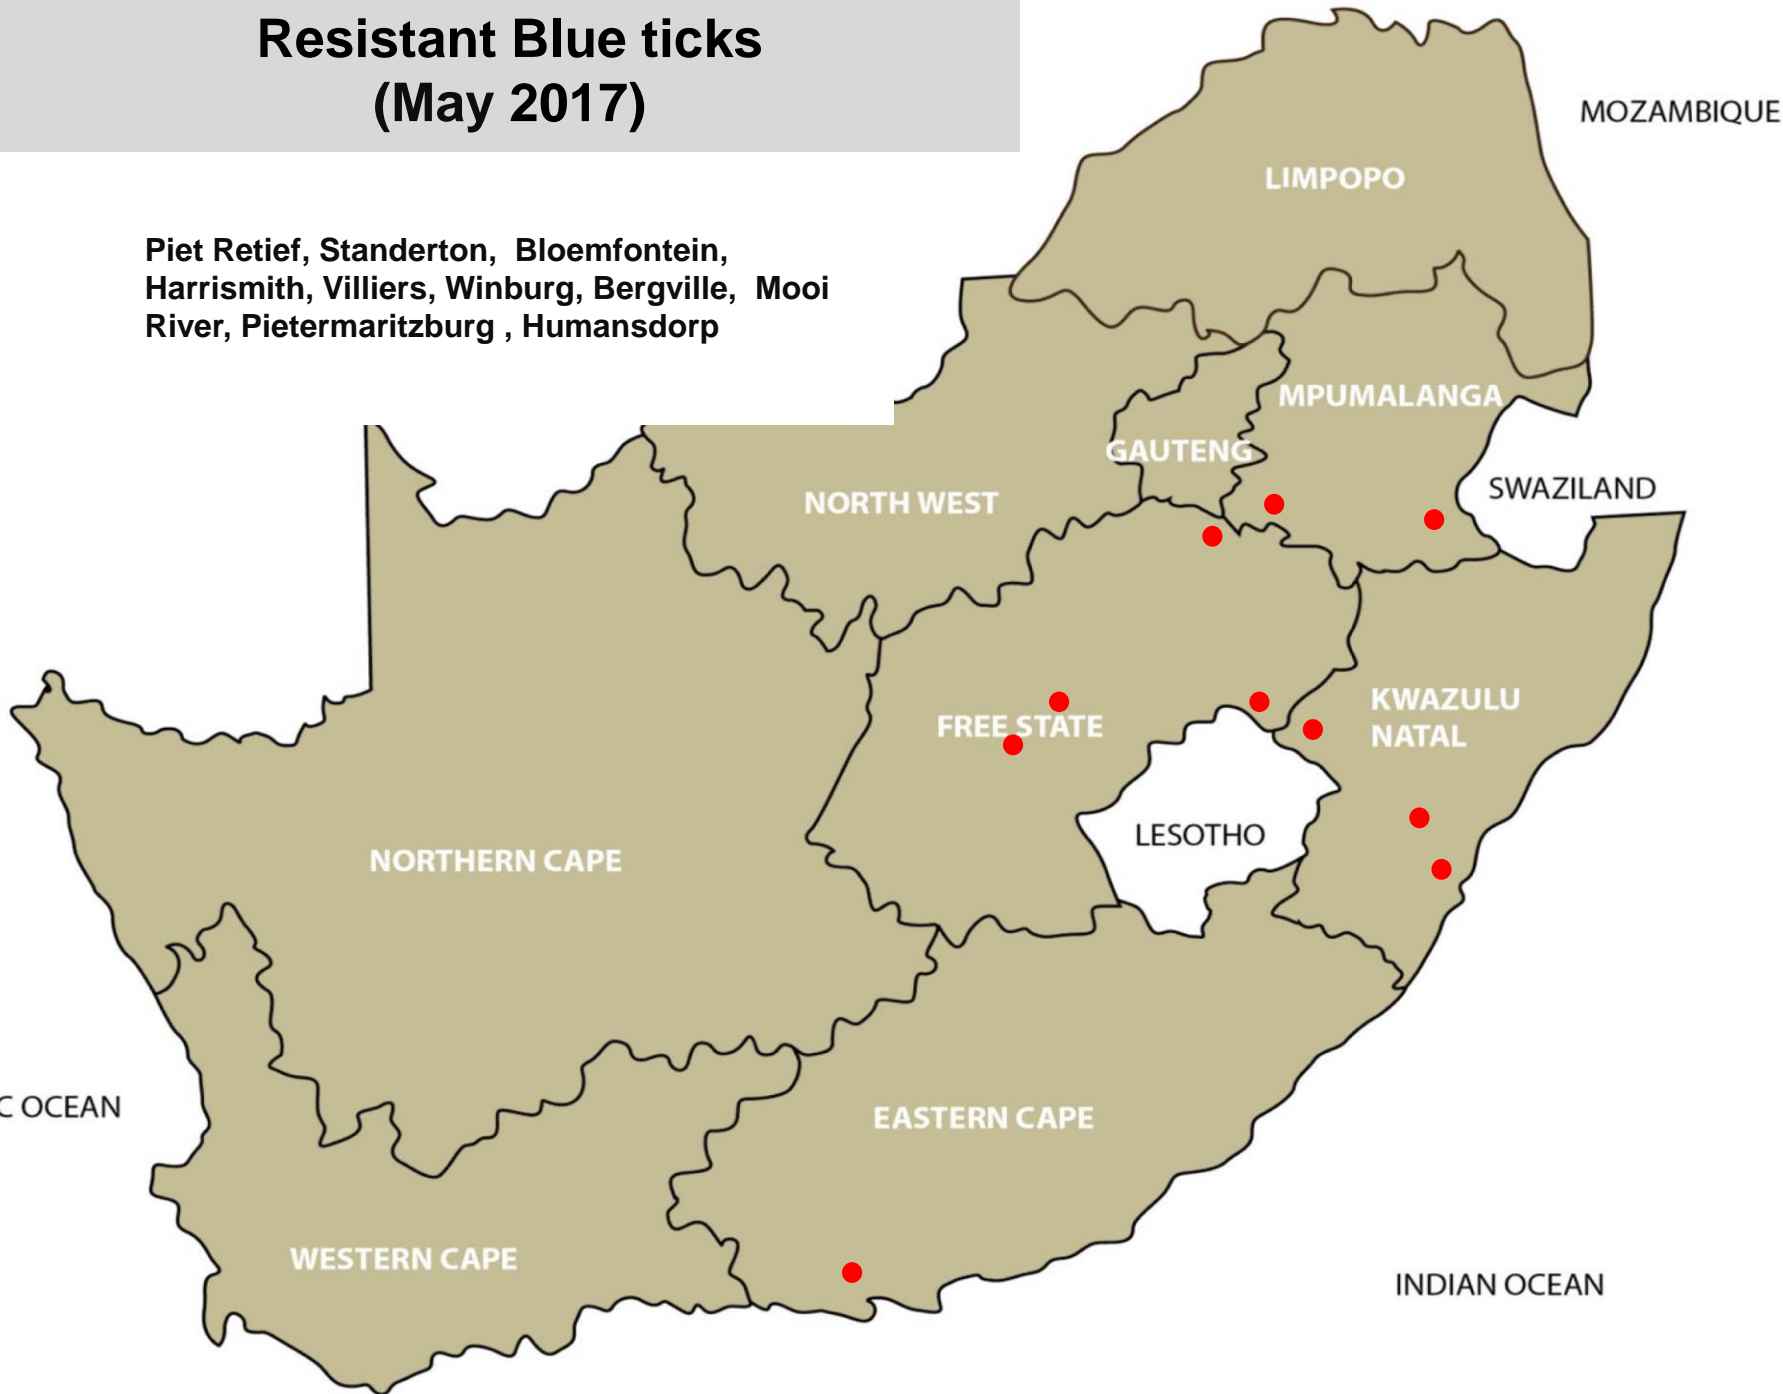 Resistant Blue ticks
(May 2017)
Piet Retief, Standerton,  Bloemfontein,
Harrismith, Villiers, Winburg, Bergville,  Mooi
River, Pietermaritzburg , Humansdorp
MOZAMBIQUE
LIMPOPO
MPUMALANGA
GAUTENG
SWAZILAND
NORTH WEST
KWAZULU
NATAL
FREE STATE
LESOTHO
NORTHERN CAPE
C OCEAN
EASTERN CAPE
WESTERN CAPE
INDIAN OCEAN